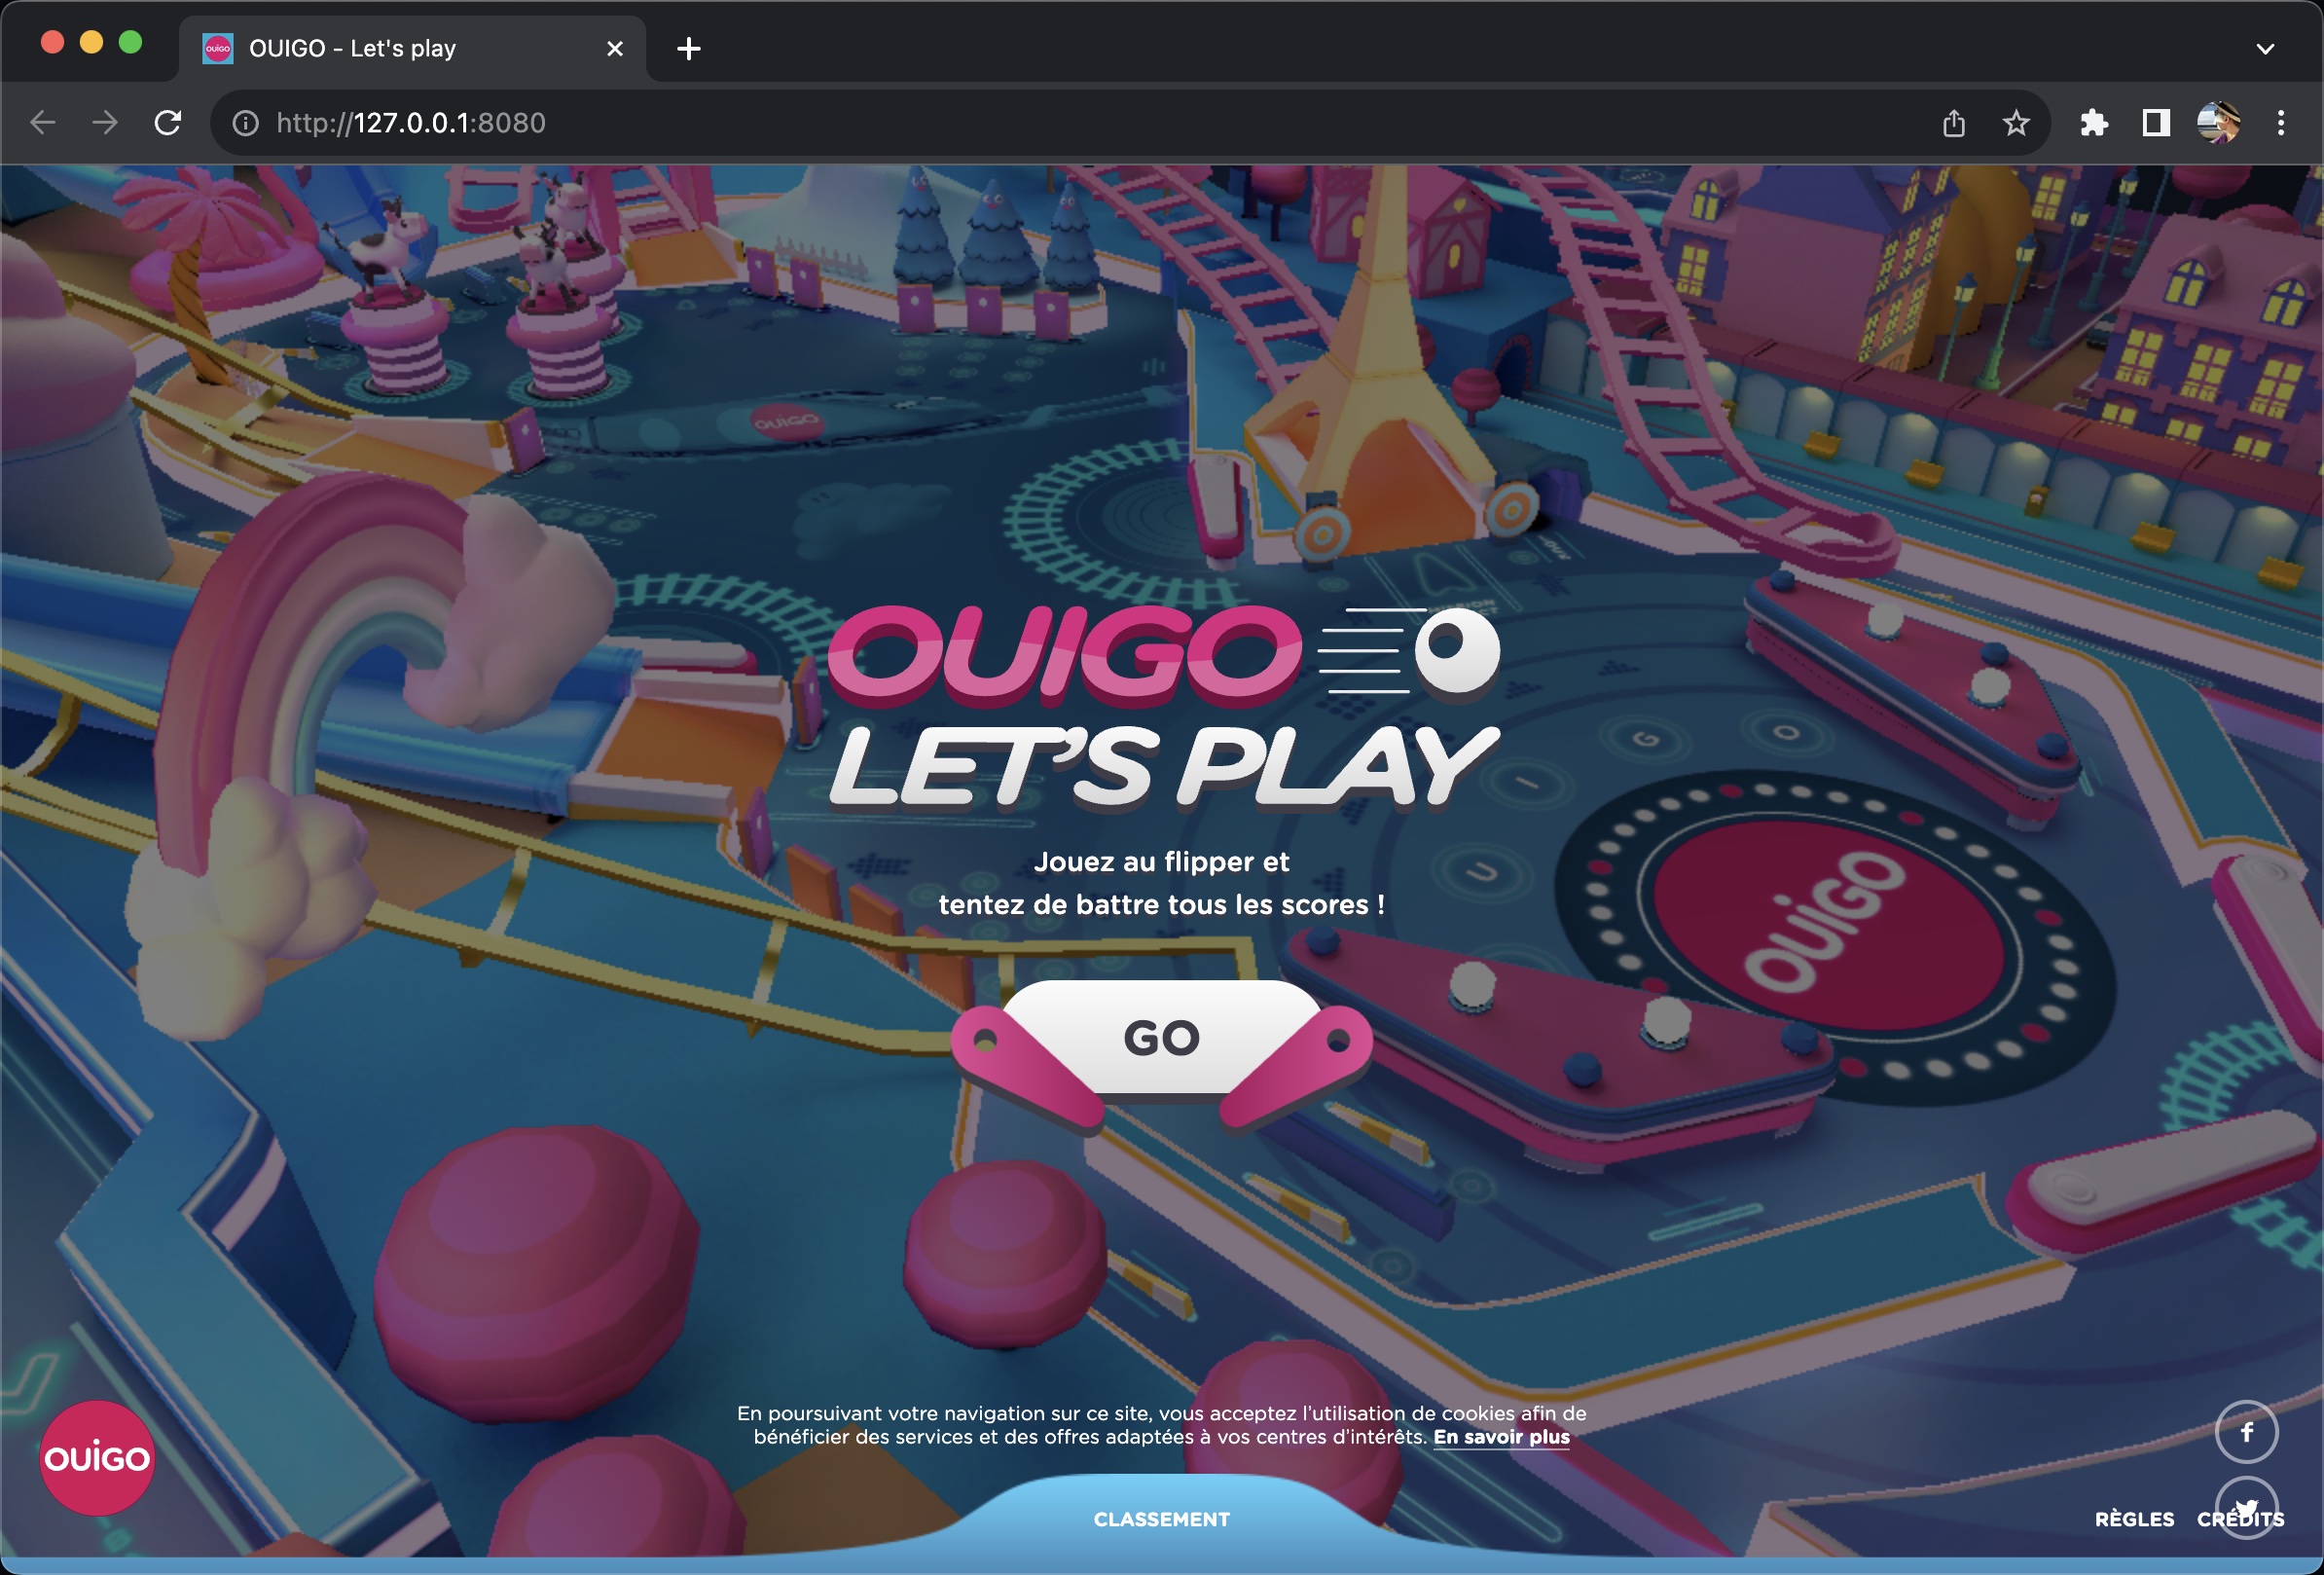 OUIGO - Let's play
http://127.0.0.1:8080
OUIGO
OUIGO
LET'S PLAY
G
O
I
U
Jouez au flipper et
tentez de battre tous les scores !
OUIGO
GO
En poursuivant votre navigation sur ce site, vous acceptez l'utilisation de cookies afin de
bénéficier des services et des offres adaptées à vos centres d'intérêts. En savoir plus
OUIGO
CLASSEMENT
RÈGLES
CRÉDITS